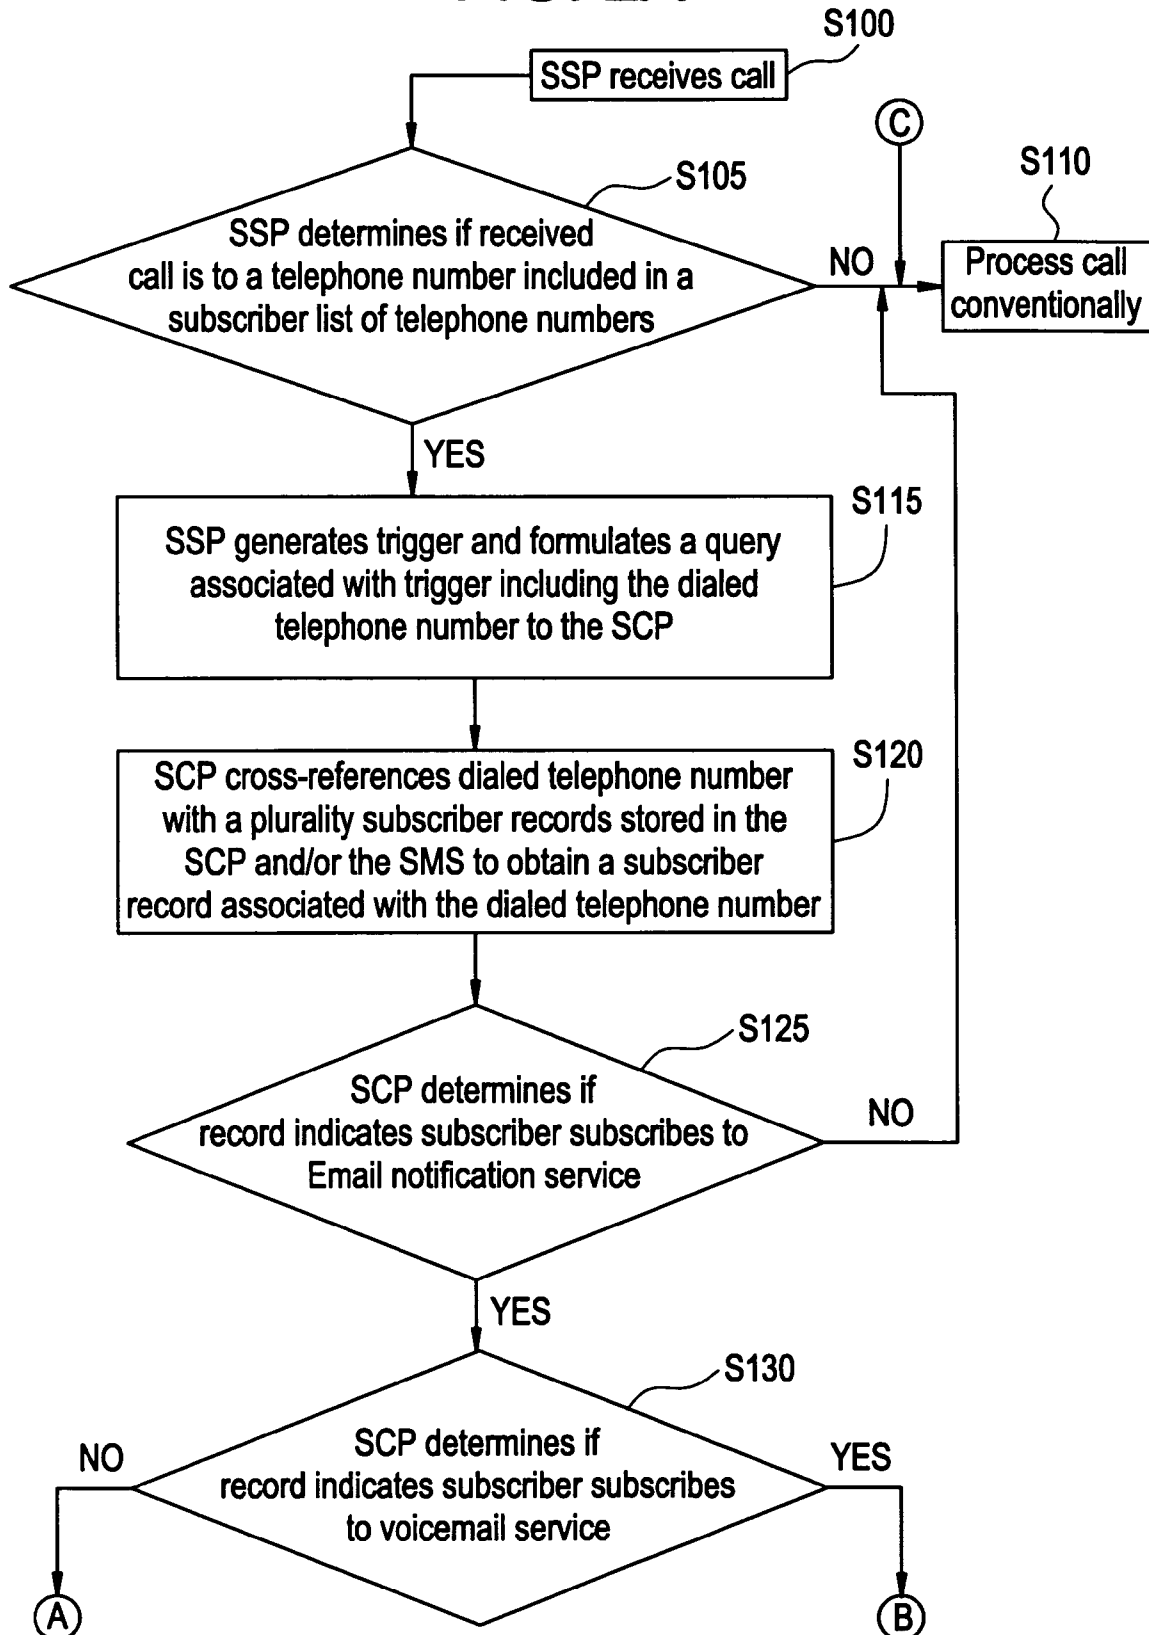 S100
SSP receives call
C
S105
S110
SSP determines if received
call is to a telephone number included in a
subscriber list of telephone numbers
NO
Process call
conventionally
YES
S115
SSP generates trigger and formulates a query
associated with trigger including the dialed
telephone number to the SCP
S120
SCP cross-references dialed telephone number
with a plurality subscriber records stored in the
SCP and/or the SMS to obtain a subscriber
record associated with the dialed telephone number
S125
SCP determines if
record indicates subscriber subscribes to
Email notification service
NO
YES
S130
SCP determines if
record indicates subscriber subscribes
to voicemail service
NO
YES
A
B